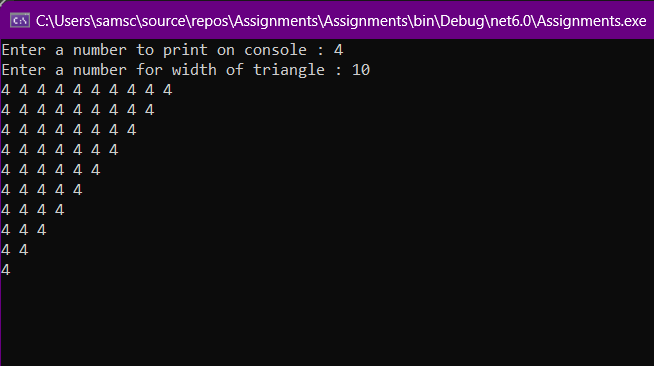 C:\Users\samsc\source\repos\Assignments\Assignments\bin\Debug\net6.0\Assignments.exe
Enter a number to print on console : 4
Enter a number for width of triangle : 10
4 4 4 4 4 4 4 4 4 4
4 4 4 4 4 4 4 4 4
4 4 4 4 4 4 4 4
4 4 4 4 4 4 4
4 4 4 4 4 4
4 4 4 4 4
4 4 4 4
4 4 4
4 4
4